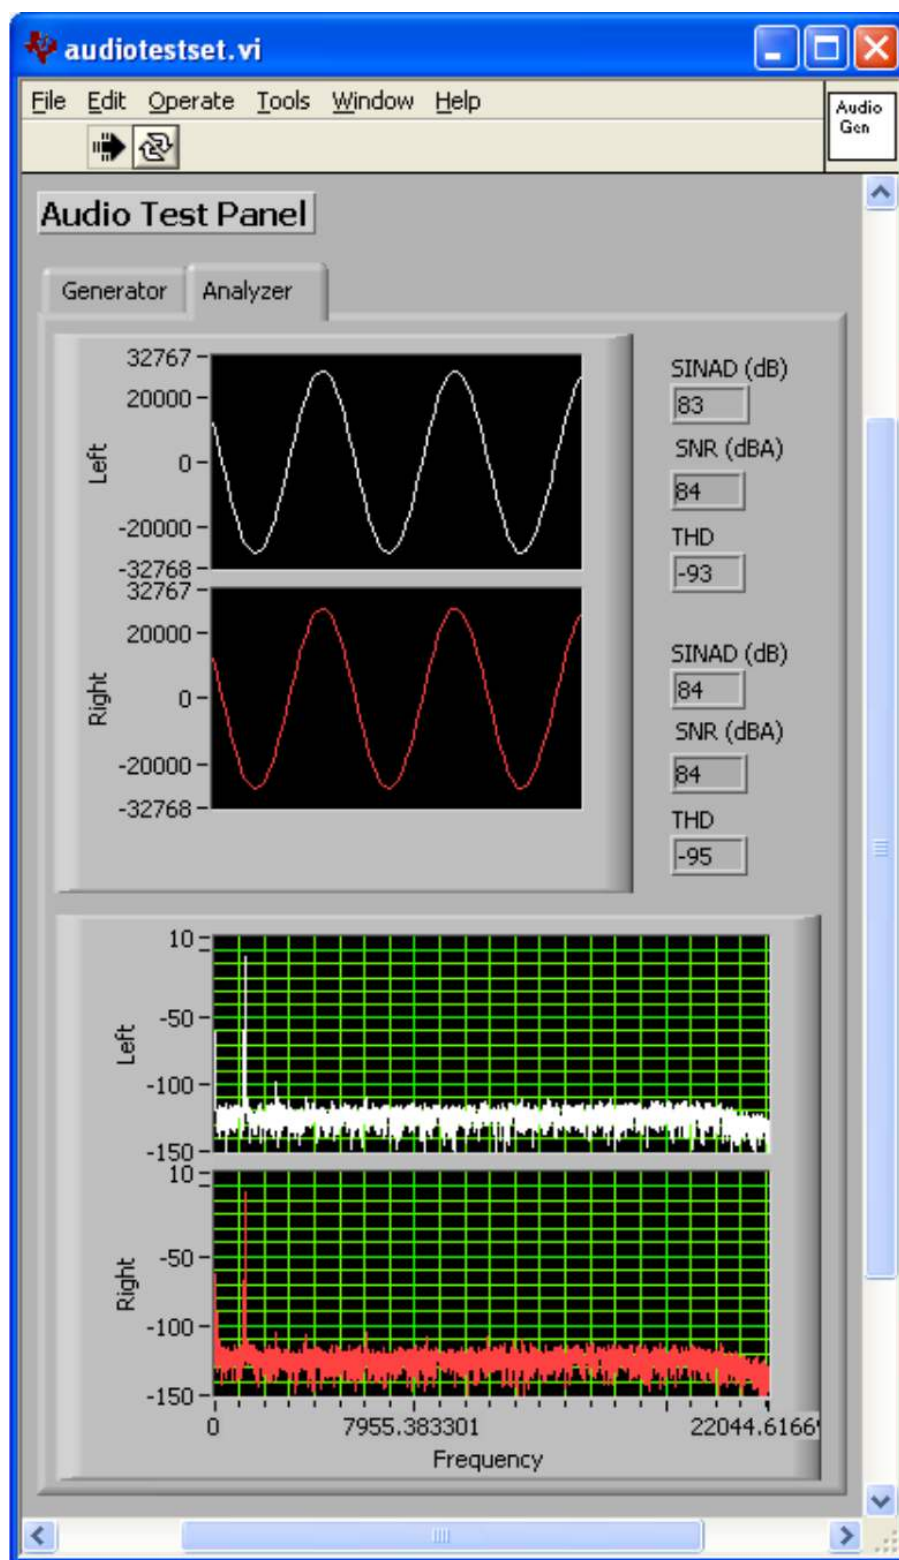 audiotestset.vi
File Edit Operate Tools Window Help
Audio
Gen
Audio Test Panel
Generator Analyzer
32767
20000
0
-20000
-32768
Left
32767
20000
0
-20000
-32768
Right
SINAD (dB)
83
SNR (dBA)
84
THD
-93
SINAD (dB)
84
SNR (dBA)
84
THD
-95
10
-50
-100
-150
Left
10
-50
-100
-150
Right
0 7955.383301 22044.6166
Frequency